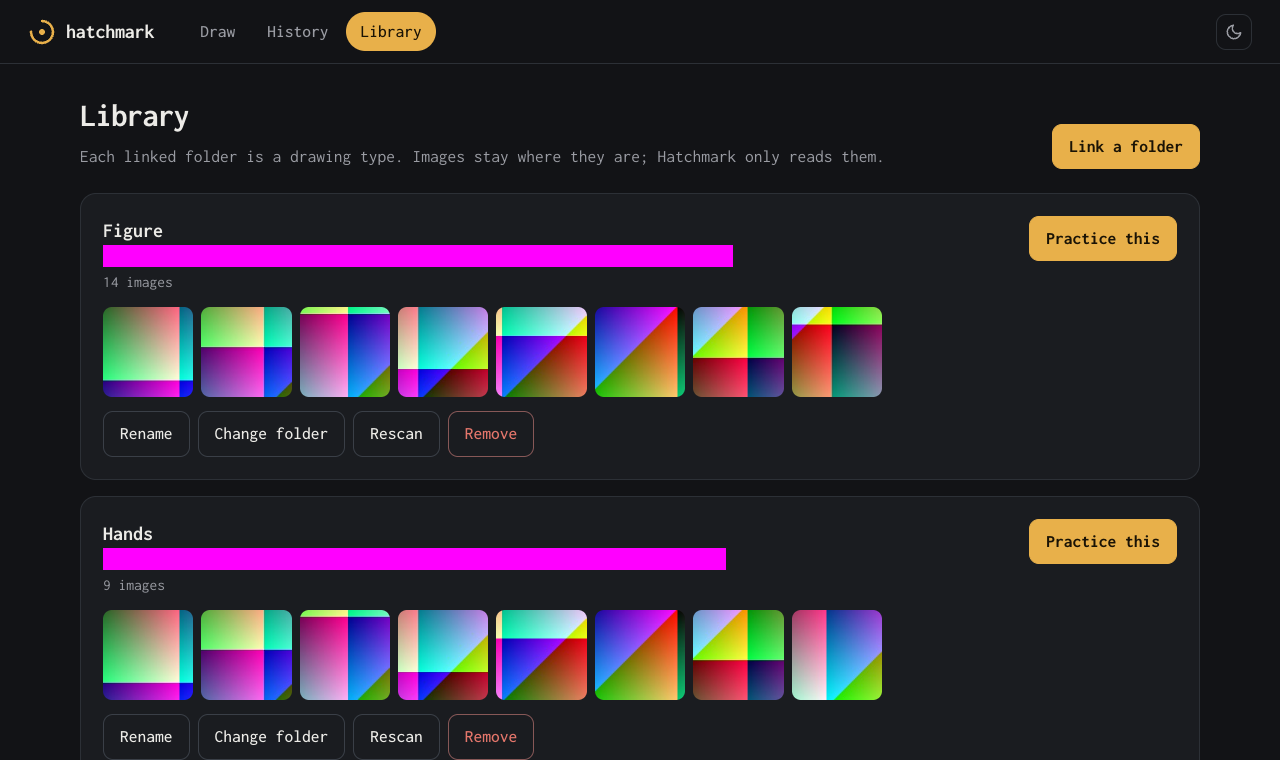 hatchmark
Draw
History
Library
Library
Each linked folder is a drawing type. Images stay where they are; Hatchmark only reads them.
Link a folder
Figure
Practice this
14 images
Rename
Change folder
Rescan
Remove
Hands
Practice this
9 images
Rename
Change folder
Rescan
Remove